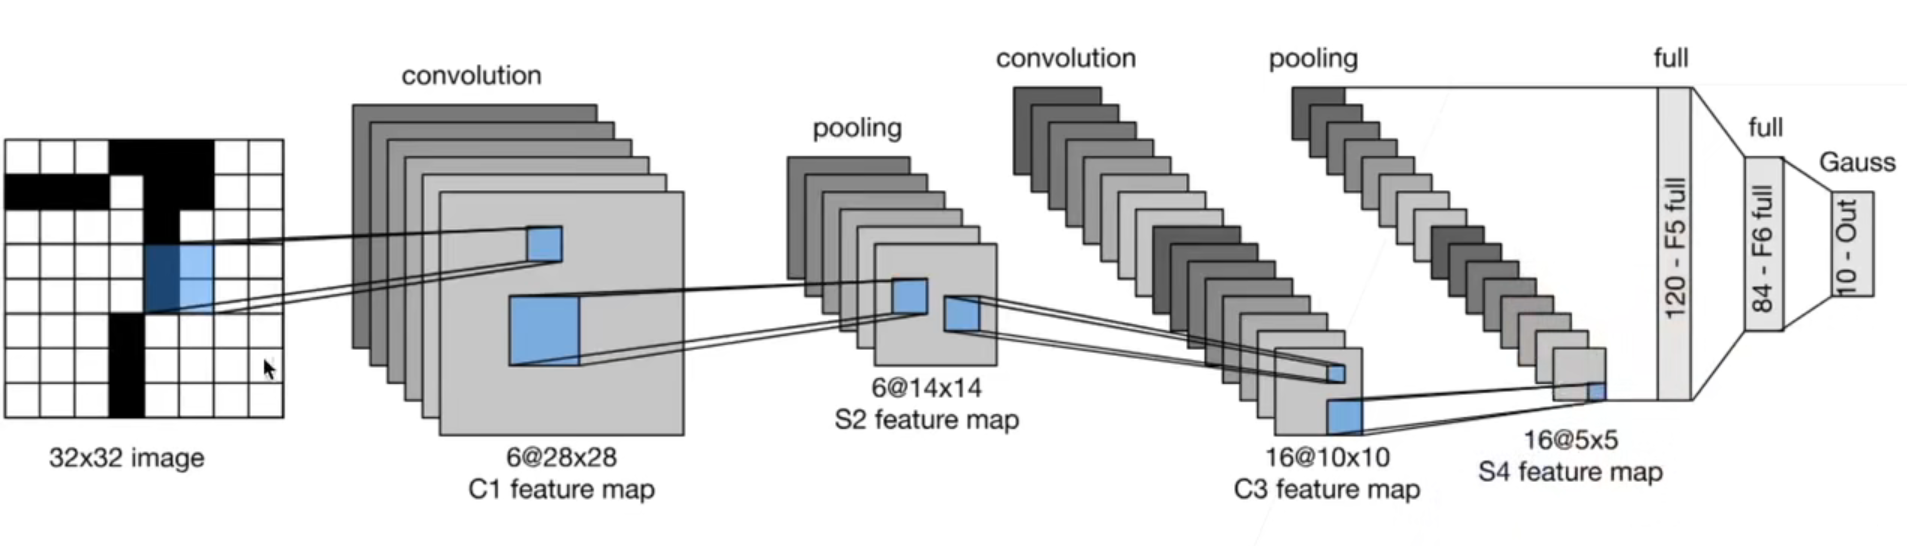 convolution
pooling
convolution
pooling
full
full
Gauss
120 - F5 full
84 - F6 full
10 - Out
32x32 image
6@28x28
C1 feature map
6@14x14
S2 feature map
16@10x10
C3 feature map
16@5x5
S4 feature map